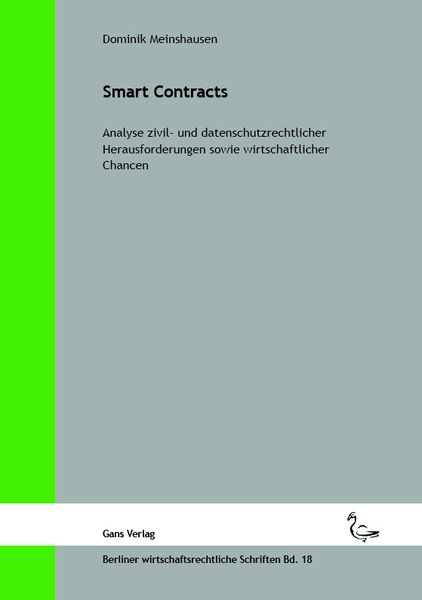 Dominik Meinshausen
Smart Contracts
Analyse zivil- und datenschutzrechtlicher
Herausforderungen sowie wirtschaftlicher
Chancen
Gans Verlag
Berliner wirtschaftsrechtliche Schriften Bd. 18